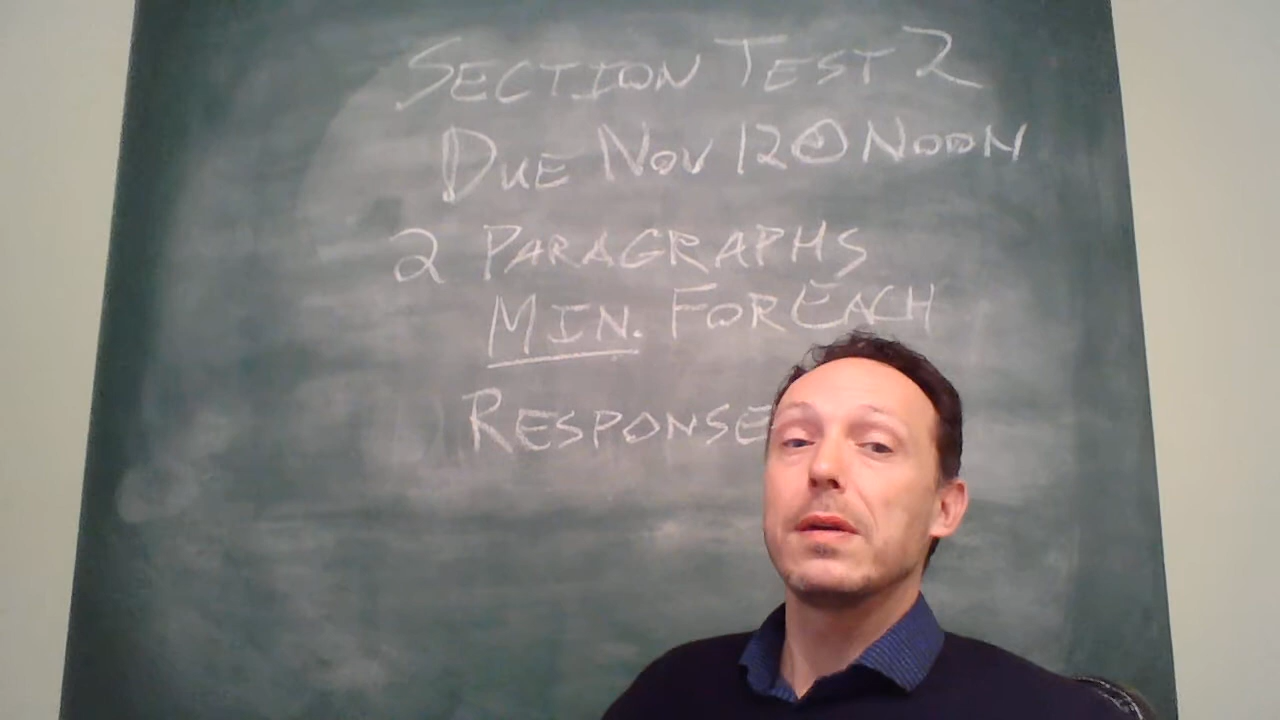 SECTION TEST 2
DUE NOV 12 @ NOON
2 PARAGRAPHS
MIN. FOR EACH
RESPONSE